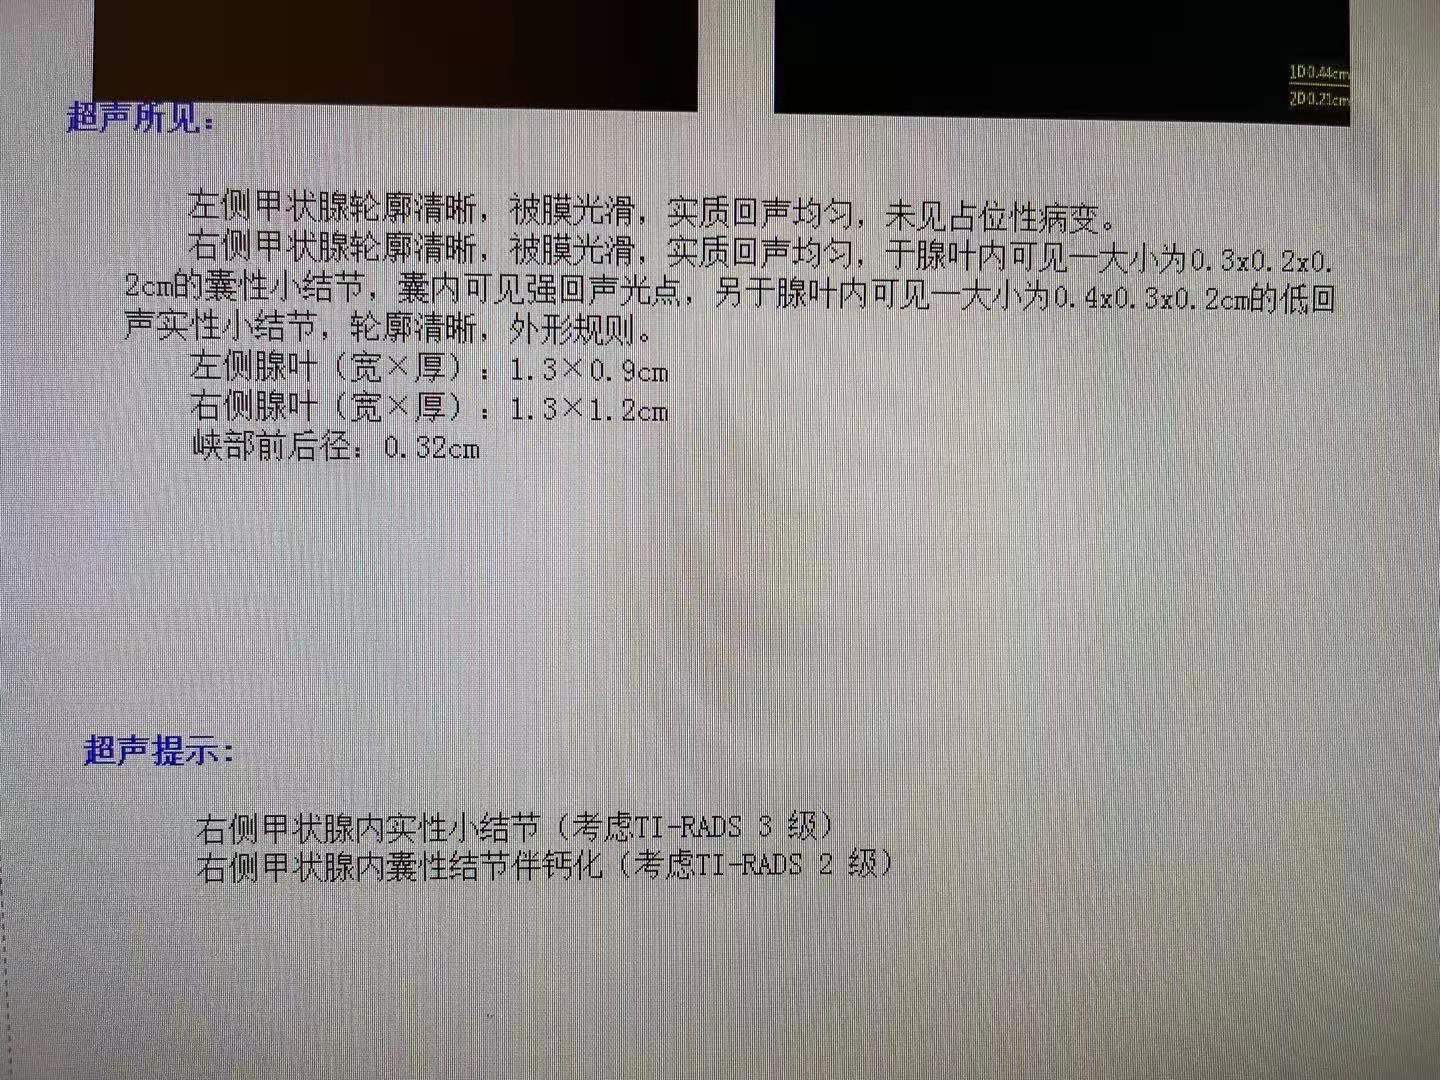 1D0.44cm
2D0.21cm
超声所见：
左侧甲状腺轮廓清晰，被膜光滑，实质回声均匀，未见占位性病变。
右侧甲状腺轮廓清晰，被膜光滑，实质回声均匀，于腺叶内可见一大小为0.3x0.2x0.
2cm的囊性小结节，囊内可见强回声光点，另于腺叶内可见一大小为0.4x0.3x0.2cm的低回
声实性小结节，轮廓清晰，外形规则。
左侧腺叶（宽×厚）：1.3×0.9cm
右侧腺叶（宽×厚）：1.3×1.2cm
峡部前后径：0.32cm
超声提示：
右侧甲状腺内实性小结节（考虑TI-RADS 3 级）
右侧甲状腺内囊性结节伴钙化（考虑TI-RADS 2 级）